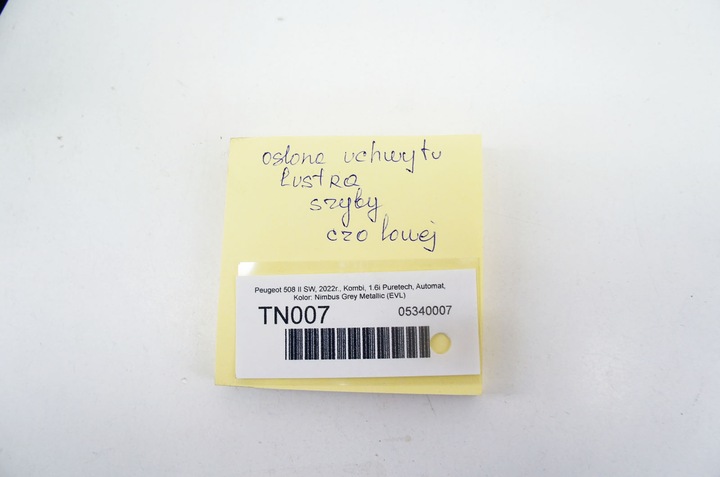 osłona uchwytu
lustra
szyby
czołowej
Peugeot 508 II SW, 2022r., Kombi, 1.6i Puretech, Automat,
Kolor: Nimbus Grey Metallic (EVL)
TN007
05340007